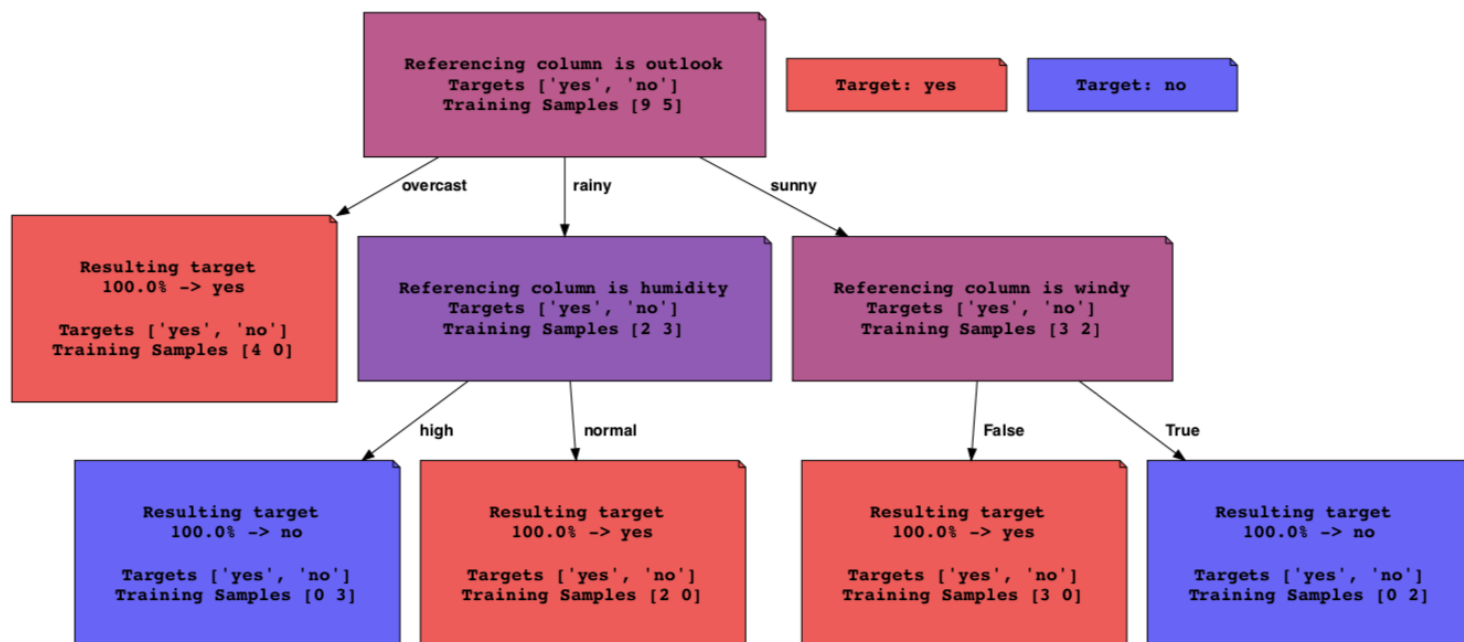 Referencing column is outlook
Targets ['yes', 'no']
Training Samples [9 5]
Target: yes
Target: no
overcast
rainy
sunny
Resulting target
100.0% -> yes
Targets ['yes', 'no']
Training Samples [4 0]
Referencing column is humidity
Targets ['yes', 'no']
Training Samples [2 3]
Referencing column is windy
Targets ['yes', 'no']
Training Samples [3 2]
high
normal
False
True
Resulting target
100.0% -> no
Targets ['yes', 'no']
Training Samples [0 3]
Resulting target
100.0% -> yes
Targets ['yes', 'no']
Training Samples [2 0]
Resulting target
100.0% -> yes
Targets ['yes', 'no']
Training Samples [3 0]
Resulting target
100.0% -> no
Targets ['yes', 'no']
Training Samples [0 2]